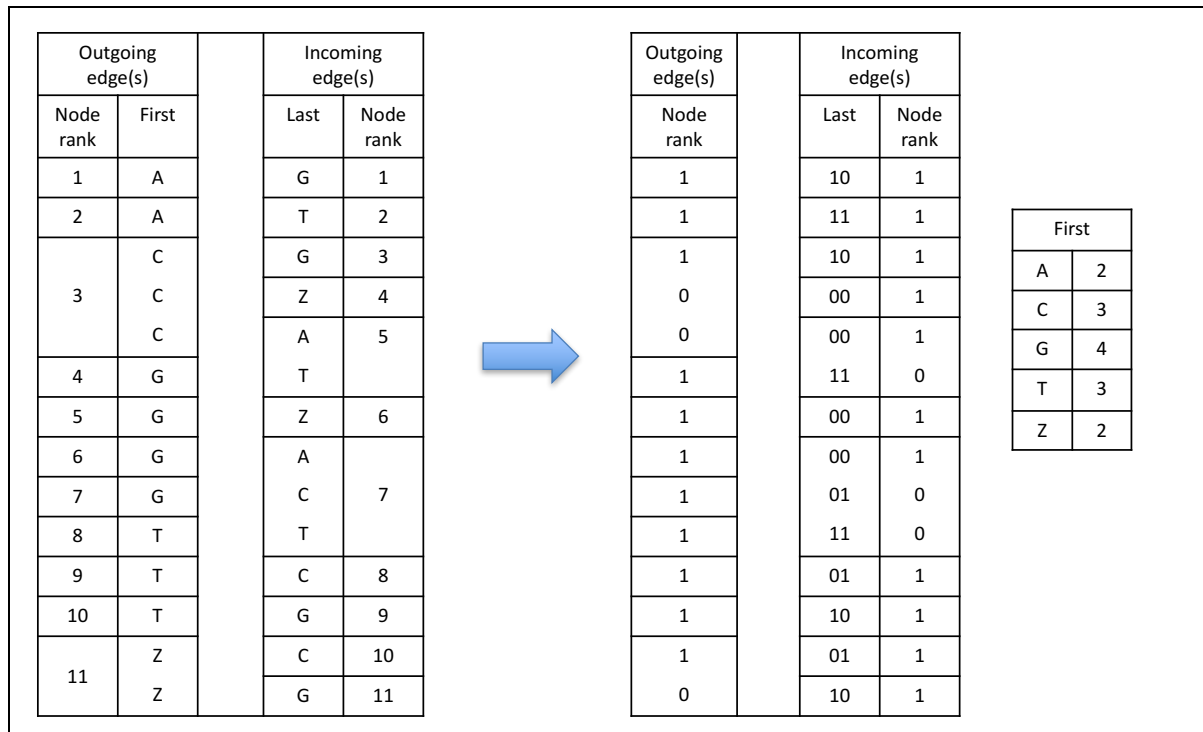 Outgoing edge(s) Incoming edge(s)
Node rank First Last Node rank
1 A G 1
2 A T 2
C G 3
3 C Z 4
C A 5
4 G T
5 G Z 6
6 G A
7 G C 7
8 T T
9 T C 8
10 T G 9
Z C 10
11
Z G 11
Outgoing edge(s) Incoming edge(s)
Node rank Last Node rank
1 10 1
1 11 1
1 10 1
0 00 1
0 00 1
1 11 0
1 00 1
1 00 1
1 01 0
1 11 0
1 01 1
1 10 1
1 01 1
0 10 1
First
A 2
C 3
G 4
T 3
Z 2